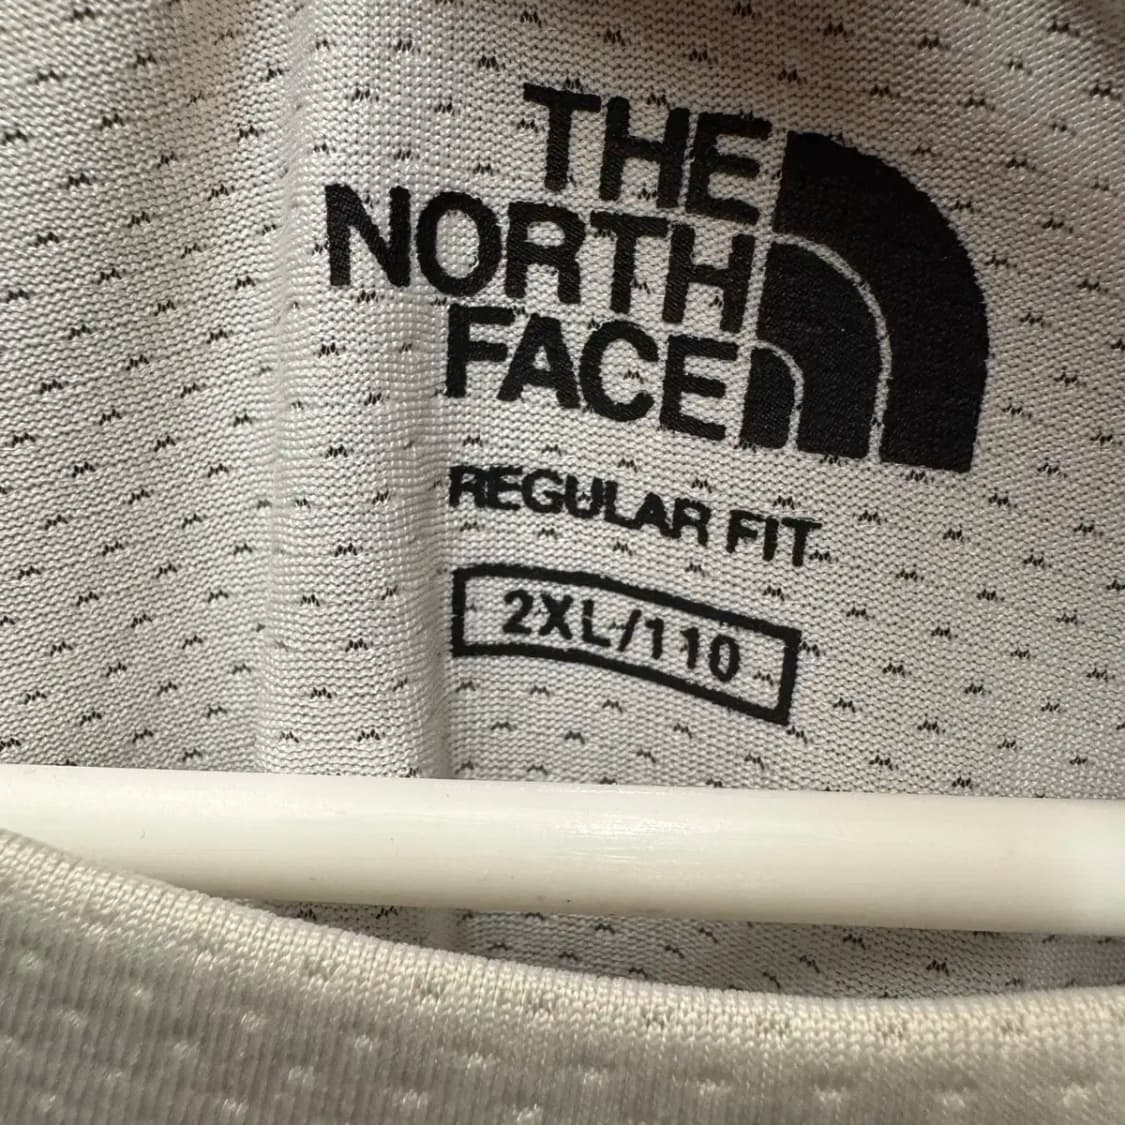 THE
NORTH
FACE
REGULAR FIT
2XL/110